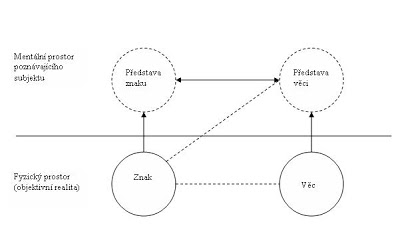 Mentální prostor
poznávajícího
subjektu
Představa
znaku
Představa
věci
Fyzický prostor
(objektivní realita)
Znak
Věc